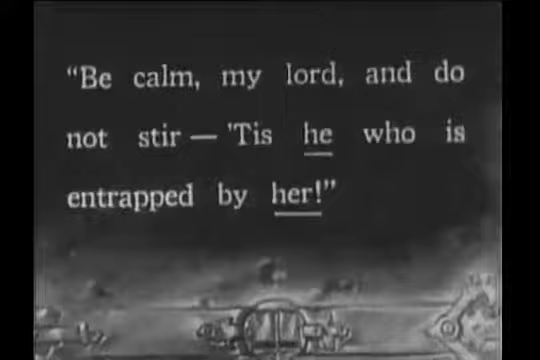 “Be calm, my lord, and do
not stir — 'Tis he who is
entrapped by her!”